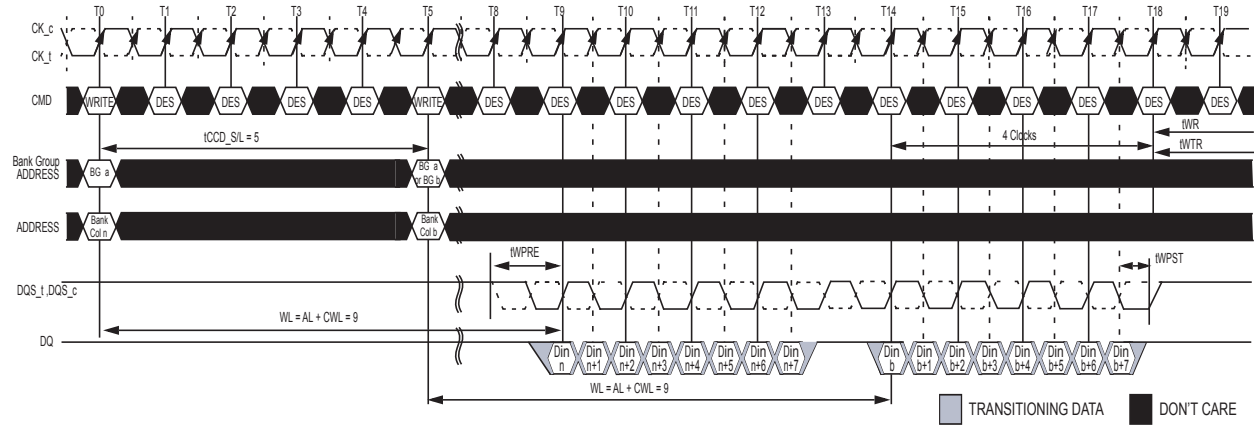 T0 T1 T2 T3 T4 T5 T8 T9 T10 T11 T12 T13 T14 T15 T16 T17 T18 T19
CK_c
CK_t
CMD WRITE DES DES DES DES WRITE DES DES DES DES DES DES DES DES DES DES DES DES
tCCD_S/L = 5
4 Clocks
tWR
tWTR
Bank Group
ADDRESS
BG a
BG a
or BG b
ADDRESS
Bank
Col n
Bank
Col b
tWPRE
tWPST
DQS_t ,DQS_c
WL = AL + CWL = 9
DQ
Din
n
Din
n+1
Din
n+2
Din
n+3
Din
n+4
Din
n+5
Din
n+6
Din
n+7
Din
b
Din
b+1
Din
b+2
Din
b+3
Din
b+4
Din
b+5
Din
b+6
Din
b+7
WL = AL + CWL = 9
TRANSITIONING DATA
DON'T CARE